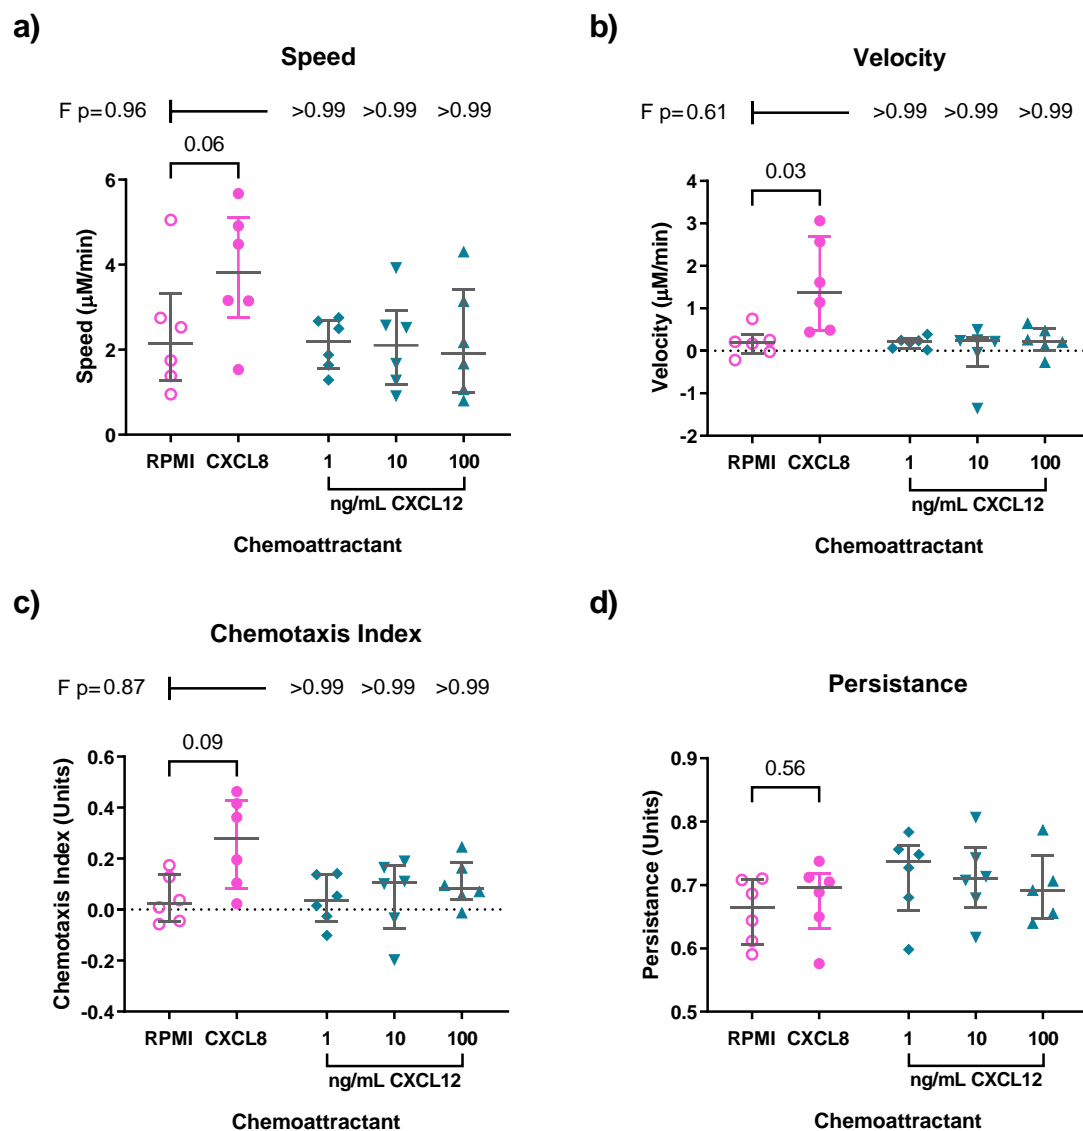 a)
Speed
F p=0.96 >0.99 >0.99 >0.99
0.06
6
4
2
0
Speed (μM/min)
RPMI CXCL8 1 10 100
ng/mL CXCL12
Chemoattractant
b)
Velocity
F p=0.61 >0.99 >0.99 >0.99
0.03
4
3
2
1
0
-1
-2
Velocity (μM/min)
RPMI CXCL8 1 10 100
ng/mL CXCL12
Chemoattractant
c)
Chemotaxis Index
F p=0.87 >0.99 >0.99 >0.99
0.09
0.6
0.4
0.2
0.0
-0.2
-0.4
Chemotaxis Index (Units)
RPMI CXCL8 1 10 100
ng/mL CXCL12
Chemoattractant
d)
Persistance
0.56
0.9
0.8
0.7
0.6
0.5
Persistance (Units)
RPMI CXCL8 1 10 100
ng/mL CXCL12
Chemoattractant